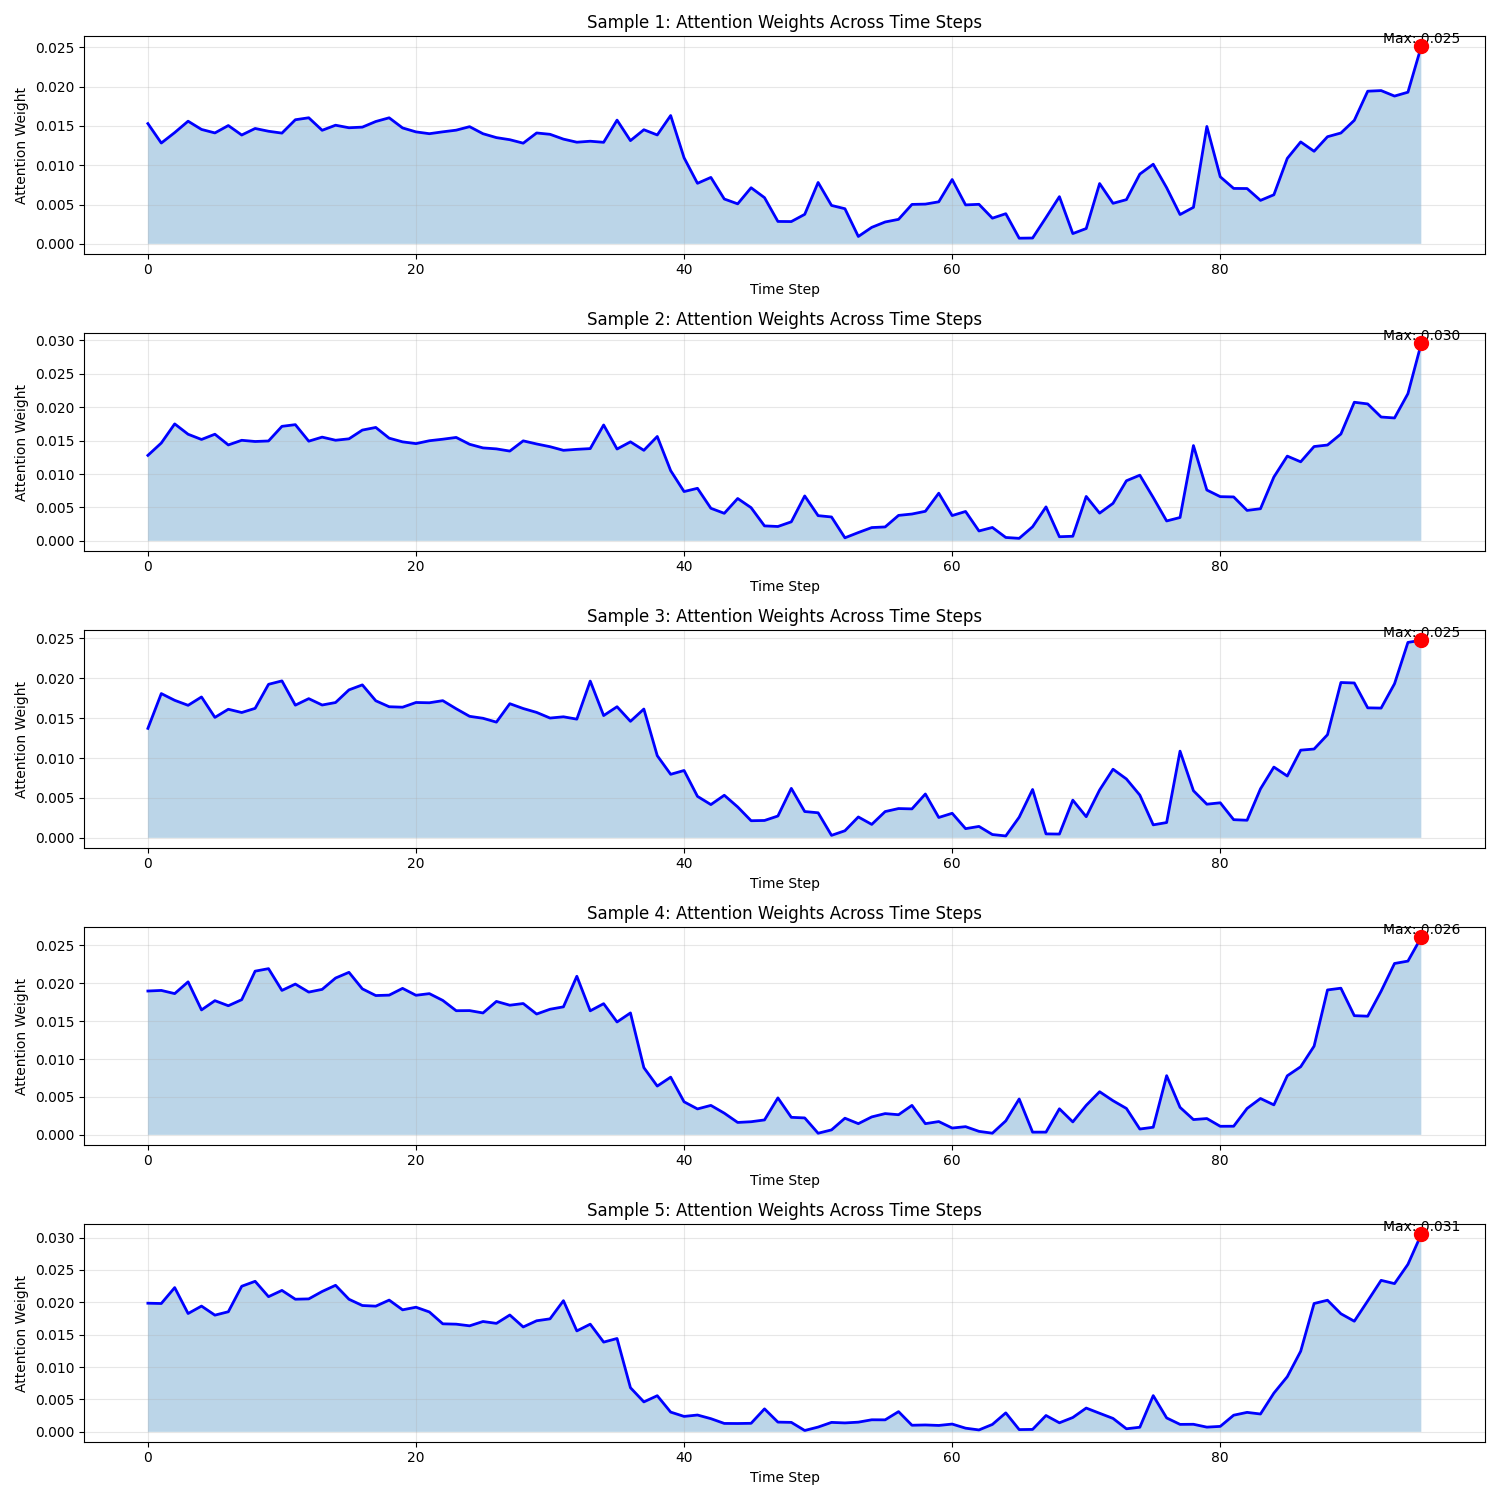 Sample 1: Attention Weights Across Time Steps
Max: 0.025
0.025
0.020
0.015
0.010
0.005
0.000
Attention Weight
0 20 40 60 80
Time Step
Sample 2: Attention Weights Across Time Steps
Max: 0.030
0.030
0.025
0.020
0.015
0.010
0.005
0.000
Attention Weight
0 20 40 60 80
Time Step
Sample 3: Attention Weights Across Time Steps
Max: 0.025
0.025
0.020
0.015
0.010
0.005
0.000
Attention Weight
0 20 40 60 80
Time Step
Sample 4: Attention Weights Across Time Steps
Max: 0.026
0.025
0.020
0.015
0.010
0.005
0.000
Attention Weight
0 20 40 60 80
Time Step
Sample 5: Attention Weights Across Time Steps
Max: 0.031
0.030
0.025
0.020
0.015
0.010
0.005
0.000
Attention Weight
0 20 40 60 80
Time Step